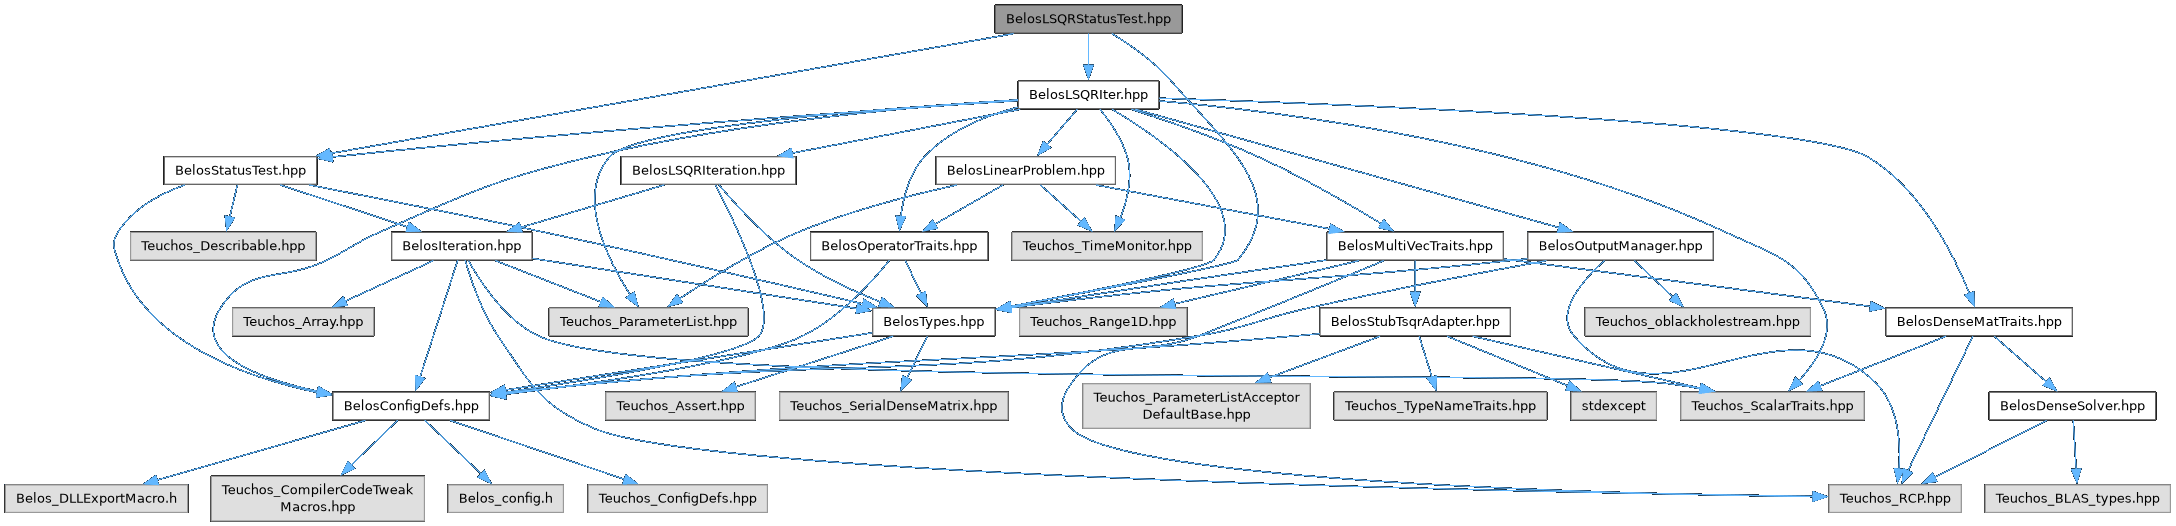 BelosLSQRStatusTest.hpp
BelosLSQRIter.hpp
BelosStatusTest.hpp
BelosLSQRIteration.hpp
BelosLinearProblem.hpp
Teuchos_Describable.hpp
BelosIteration.hpp
BelosOperatorTraits.hpp
Teuchos_TimeMonitor.hpp
BelosMultiVecTraits.hpp
BelosOutputManager.hpp
Teuchos_Array.hpp
Teuchos_ParameterList.hpp
BelosTypes.hpp
Teuchos_Range1D.hpp
BelosStubTsqrAdapter.hpp
Teuchos_oblackholestream.hpp
BelosDenseMatTraits.hpp
BelosConfigDefs.hpp
Teuchos_Assert.hpp
Teuchos_SerialDenseMatrix.hpp
Teuchos_ParameterListAcceptor
DefaultBase.hpp
Teuchos_TypeNameTraits.hpp
stdexcept
Teuchos_ScalarTraits.hpp
BelosDenseSolver.hpp
Belos_DLLExportMacro.h
Teuchos_CompilerCodeTweak
Macros.hpp
Belos_config.h
Teuchos_ConfigDefs.hpp
Teuchos_RCP.hpp
Teuchos_BLAS_types.hpp